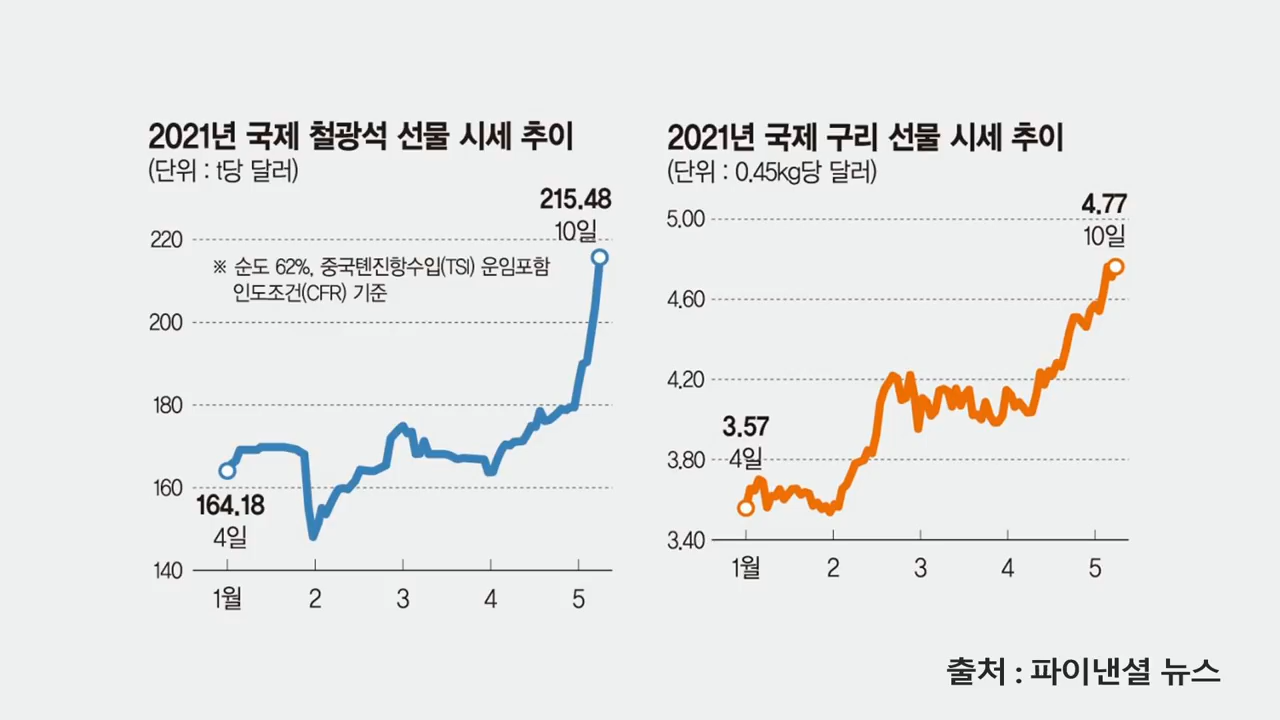 2021년 국제 철광석 선물 시세 추이
(단위 : t당 달러)
215.48
10일
220
※ 순도 62%, 중국톈진항수입(TSI) 운임포함
인도조건(CFR) 기준
200
180
160
164.18
4일
140
1월 2 3 4 5
2021년 국제 구리 선물 시세 추이
(단위 : 0.45kg당 달러)
4.77
10일
5.00
4.60
4.20
3.57
4일
3.80
3.40
1월 2 3 4 5
출처 : 파이낸셜 뉴스